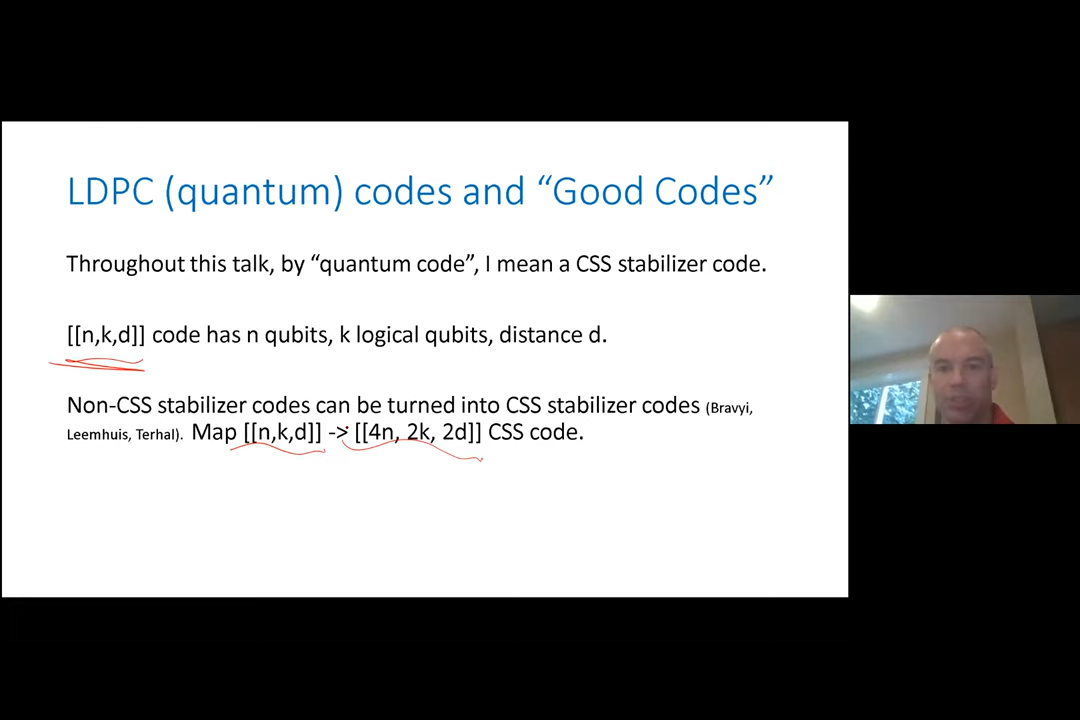 LDPC (quantum) codes and “Good Codes”
Throughout this talk, by “quantum code”, I mean a CSS stabilizer code.
[[n,k,d]] code has n qubits, k logical qubits, distance d.
Non-CSS stabilizer codes can be turned into CSS stabilizer codes (Bravyi,
Leemhuis, Terhal). Map [[n,k,d]] -> [[4n, 2k, 2d]] CSS code.